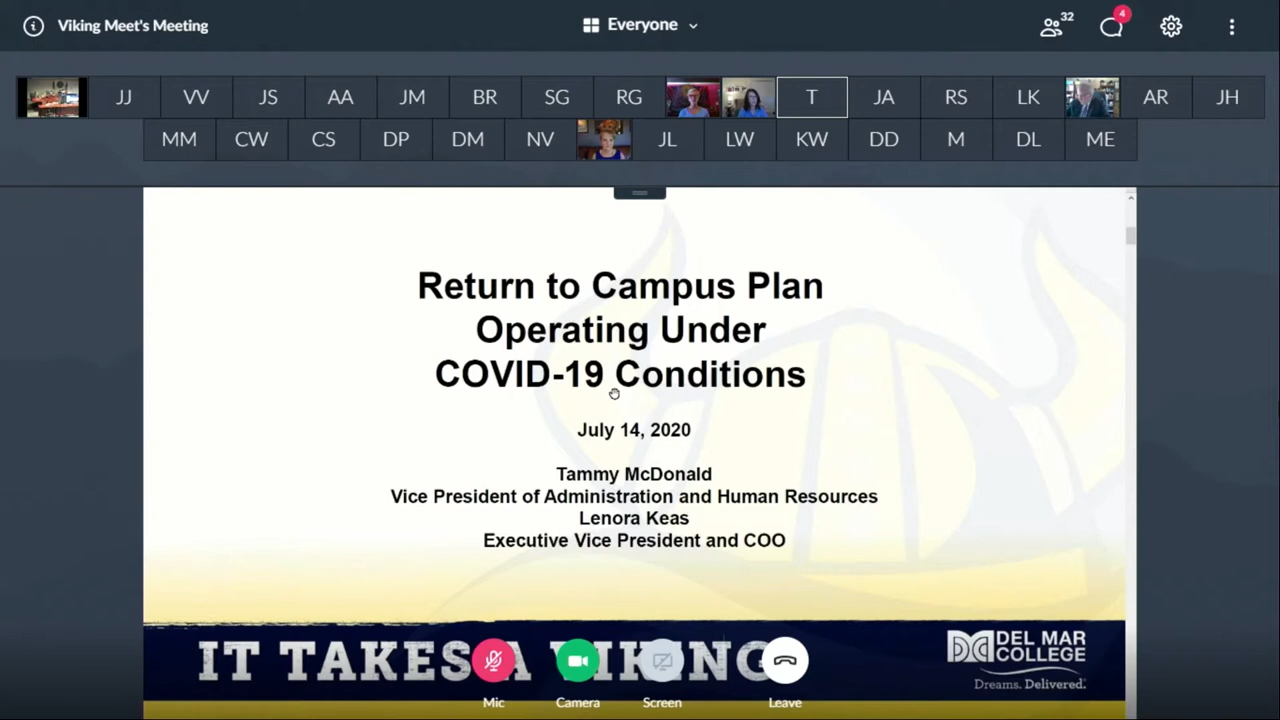 Viking Meet's Meeting
Everyone
32
4
JJ VV JS AA JM BR SG RG T JA RS LK AR JH
MM CW CS DP DM NV JL LW KW DD M DL ME
Return to Campus Plan
Operating Under
COVID-19 Conditions
July 14, 2020
Tammy McDonald
Vice President of Administration and Human Resources
Lenora Keas
Executive Vice President and COO
IT TAKES A VIKING
DEL MAR
COLLEGE
Dreams. Delivered.
Mic Camera Screen Leave